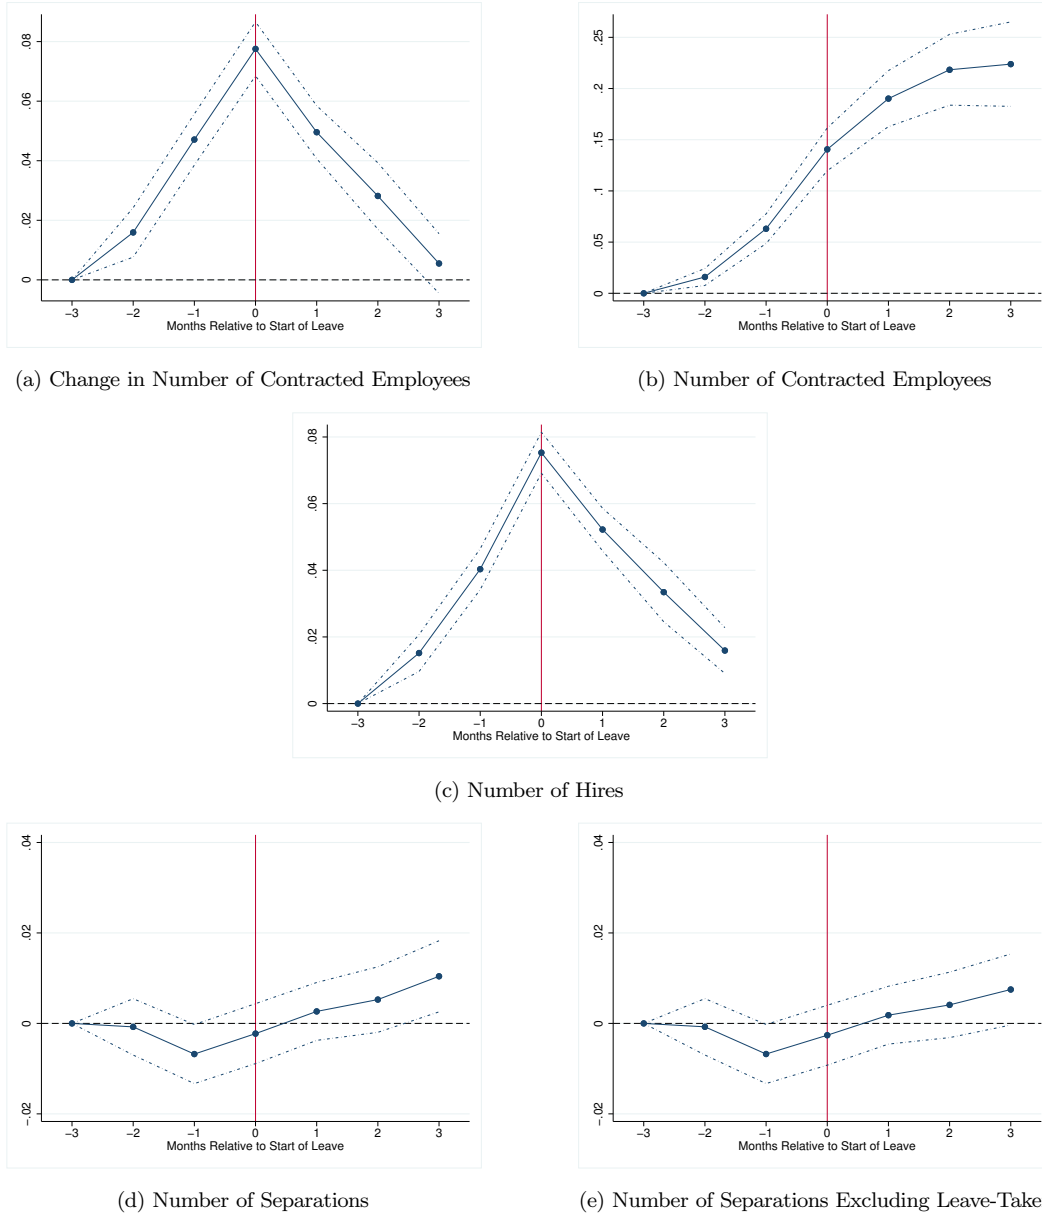 .08
.06
.04
.02
0
−3 −2 −1 0 1 2 3
Months Relative to Start of Leave
(a) Change in Number of Contracted Employees
.25
.2
.15
.1
.05
0
−3 −2 −1 0 1 2 3
Months Relative to Start of Leave
(b) Number of Contracted Employees
.08
.06
.04
.02
0
−3 −2 −1 0 1 2 3
Months Relative to Start of Leave
(c) Number of Hires
.04
.02
0
−.02
−3 −2 −1 0 1 2 3
Months Relative to Start of Leave
(d) Number of Separations
.04
.02
0
−.02
−3 −2 −1 0 1 2 3
Months Relative to Start of Leave
(e) Number of Separations Excluding Leave-Take